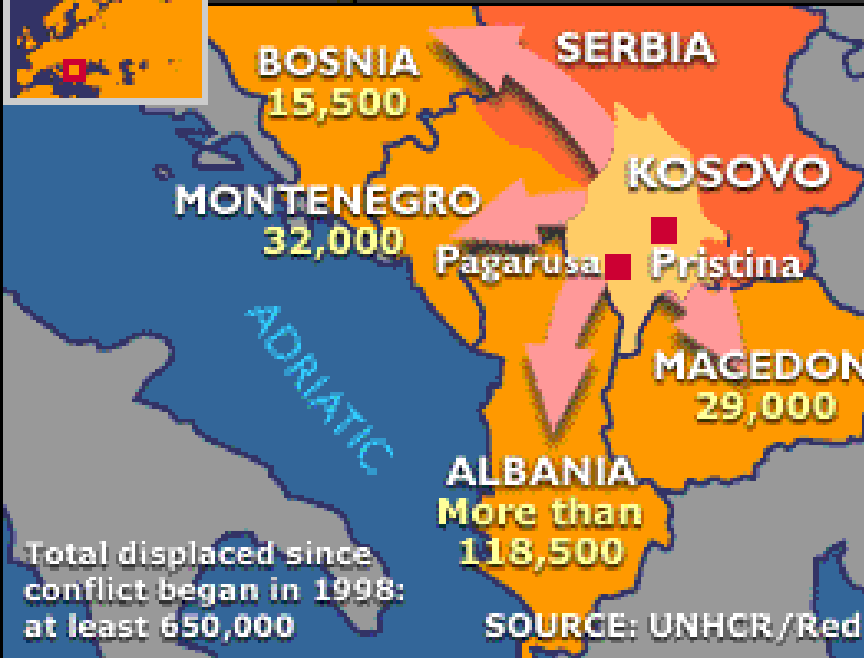 BOSNIA
15,500
SERBIA
KOSOVO
MONTENEGRO
32,000
Pagarusa
Pristina
ADRIATIC
MACEDON
29,000
ALBANIA
More than
118,500
Total displaced since
conflict began in 1998:
at least 650,000
SOURCE: UNHCR/Red